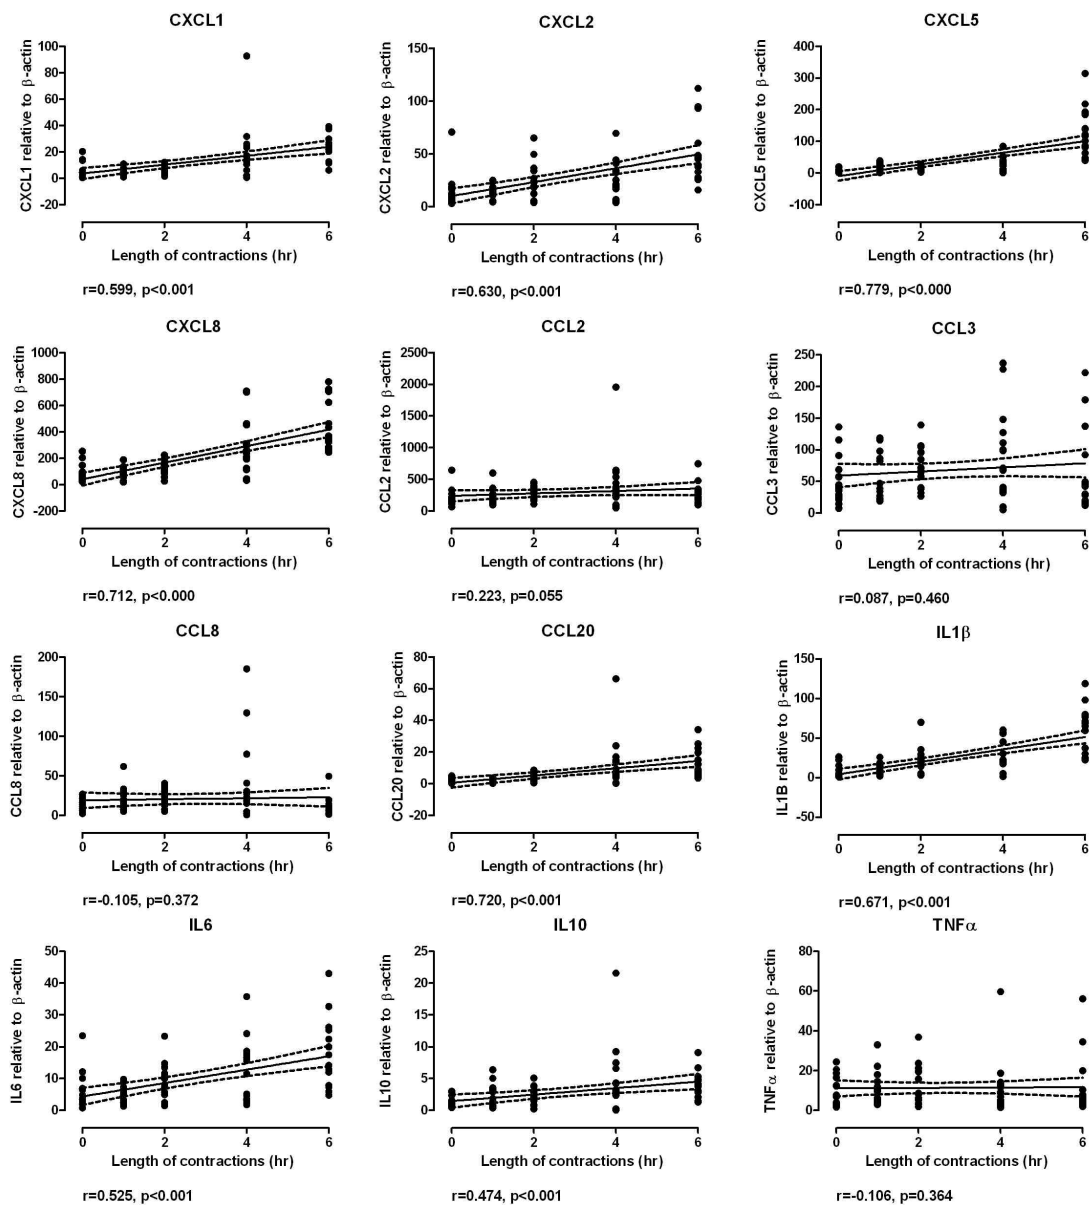 CXCL1
CXCL1 relative to β-actin
100
80
60
40
20
0
-20
0 2 4 6
Length of contractions (hr)
r=0.599, p<0.001
CXCL2
CXCL2 relative to β-actin
150
100
50
0
0 2 4 6
Length of contractions (hr)
r=0.630, p<0.001
CXCL5
CXCL5 relative to β-actin
400
300
200
100
0
-100
0 2 4 6
Length of contractions (hr)
r=0.779, p<0.000
CXCL8
CXCL8 relative to β-actin
1000
800
600
400
200
0
-200
0 2 4 6
Length of contractions (hr)
r=0.712, p<0.000
CCL2
CCL2 relative to β-actin
2500
2000
1500
1000
500
0
0 2 4 6
Length of contractions (hr)
r=0.223, p=0.055
CCL3
CCL3 relaitve to β-actin
250
200
150
100
50
0
0 2 4 6
Length of contractions (hr)
r=0.087, p=0.460
CCL8
CCL8 relative to β-actin
200
150
100
50
0
0 2 4 6
Length of contractions (hr)
r=-0.105, p=0.372
CCL20
CCL20 relative to β-actin
80
60
40
20
0
-20
0 2 4 6
Length of contractions (hr)
r=0.720, p<0.001
IL1β
IL1B relative to β-actin
150
100
50
0
-50
0 2 4 6
Length of contractions (hr)
r=0.671, p<0.001
IL6
IL6 relative to β-actin
50
40
30
20
10
0
0 2 4 6
Length of contractions (hr)
r=0.525, p<0.001
IL10
IL10 relative to β-actin
25
20
15
10
5
0
0 2 4 6
Length of contractions (hr)
r=0.474, p<0.001
TNFα
TNFα relative to β-actin
80
60
40
20
0
0 2 4 6
Length of contractions (hr)
r=-0.106, p=0.364